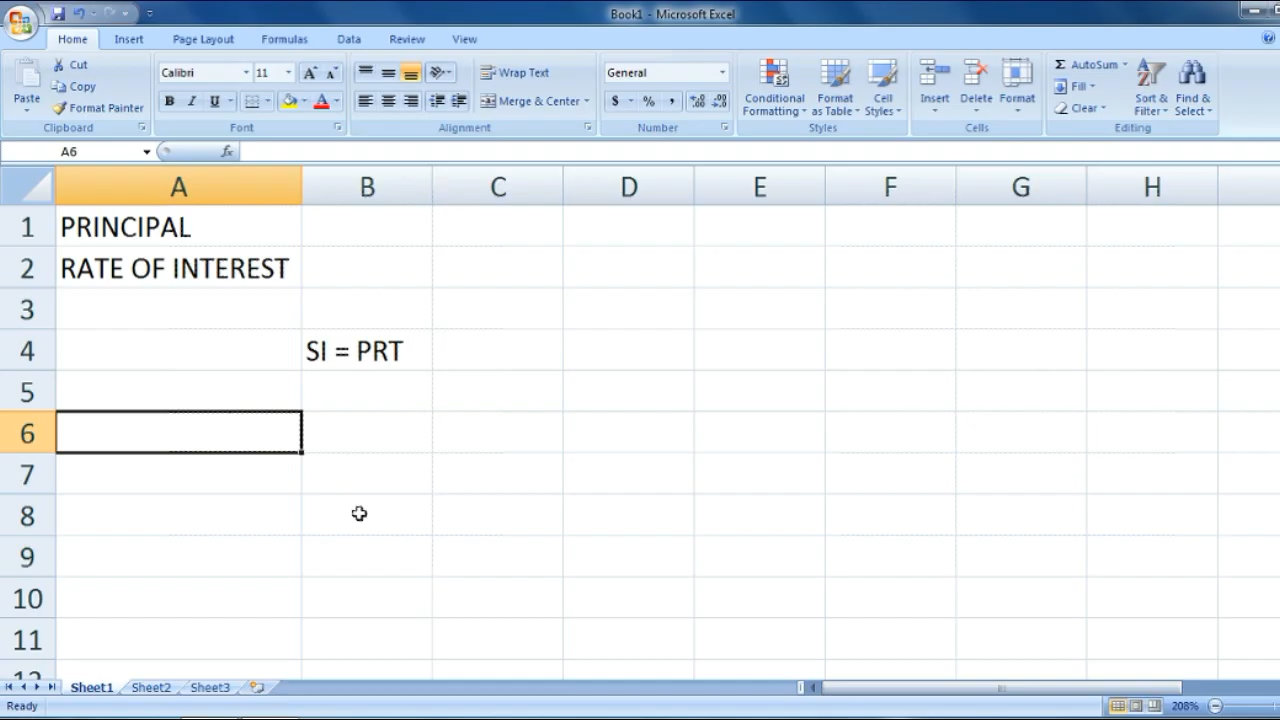 Book1 - Microsoft Excel
Home Insert Page Layout Formulas Data Review View
Paste
Cut
Copy
Format Painter
Clipboard
Calibri 11
B I U
Font
Wrap Text
Merge & Center
Alignment
General
$ % ,
Number
Conditional Formatting
Format as Table
Cell Styles
Styles
Insert Delete Format
Cells
AutoSum
Fill
Clear
Sort & Filter
Find & Select
Editing
A6 fx
A B C D E F G H
1 PRINCIPAL
2 RATE OF INTEREST
3
4 SI = PRT
5
6
7
8
9
10
11
12
Sheet1 Sheet2 Sheet3
Ready 208%